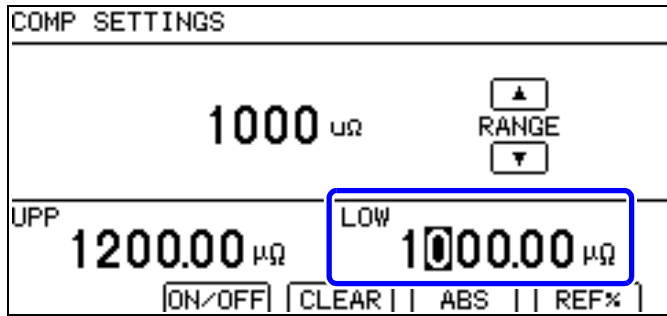 COMP SETTINGS
1000 uΩ
▲
RANGE
▼
UPP 1200.00 μΩ LOW 1000.00 μΩ
ON/OFF CLEAR ABS REF%